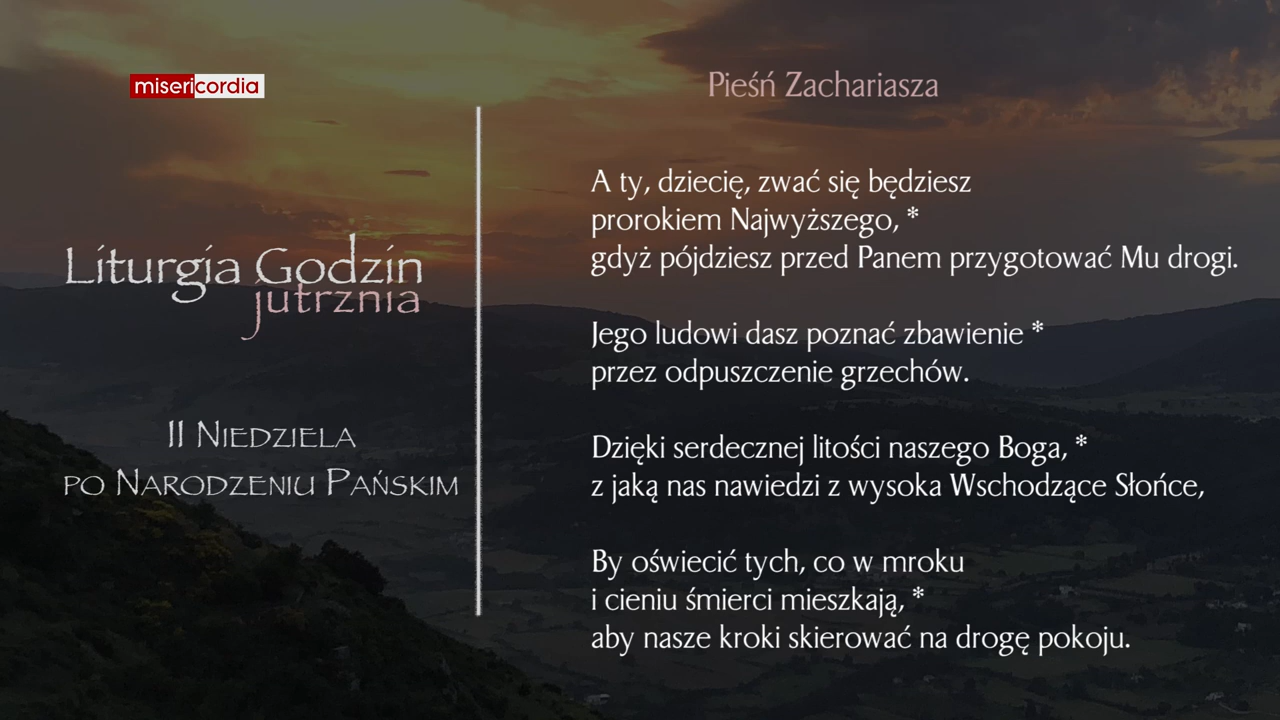 misericordia
Liturgia Godzin
jutrznia
II Niedziela
po Narodzeniu Pańskim
Pieśń Zachariasza
A ty, dziecię, zwać się będziesz
prorokiem Najwyższego, *
gdyż pójdziesz przed Panem przygotować Mu drogi.
Jego ludowi dasz poznać zbawienie *
przez odpuszczenie grzechów.
Dzięki serdecznej litości naszego Boga, *
z jaką nas nawiedzi z wysoka Wschodzące Słońce,
By oświecić tych, co w mroku
i cieniu śmierci mieszkają, *
aby nasze kroki skierować na drogę pokoju.